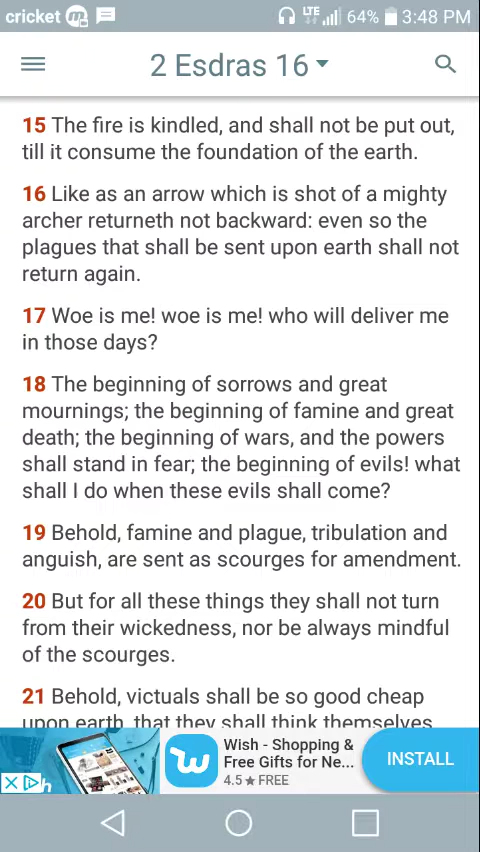 cricket m LTE 64% 3:48 PM
2 Esdras 16
15 The fire is kindled, and shall not be put out,
till it consume the foundation of the earth.
16 Like as an arrow which is shot of a mighty
archer returneth not backward: even so the
plagues that shall be sent upon earth shall not
return again.
17 Woe is me! woe is me! who will deliver me
in those days?
18 The beginning of sorrows and great
mournings; the beginning of famine and great
death; the beginning of wars, and the powers
shall stand in fear; the beginning of evils! what
shall I do when these evils shall come?
19 Behold, famine and plague, tribulation and
anguish, are sent as scourges for amendment.
20 But for all these things they shall not turn
from their wickedness, nor be always mindful
of the scourges.
21 Behold, victuals shall be so good cheap
upon earth, that they shall think themselves
Wish - Shopping &
Free Gifts for Ne...
4.5★ FREE
INSTALL